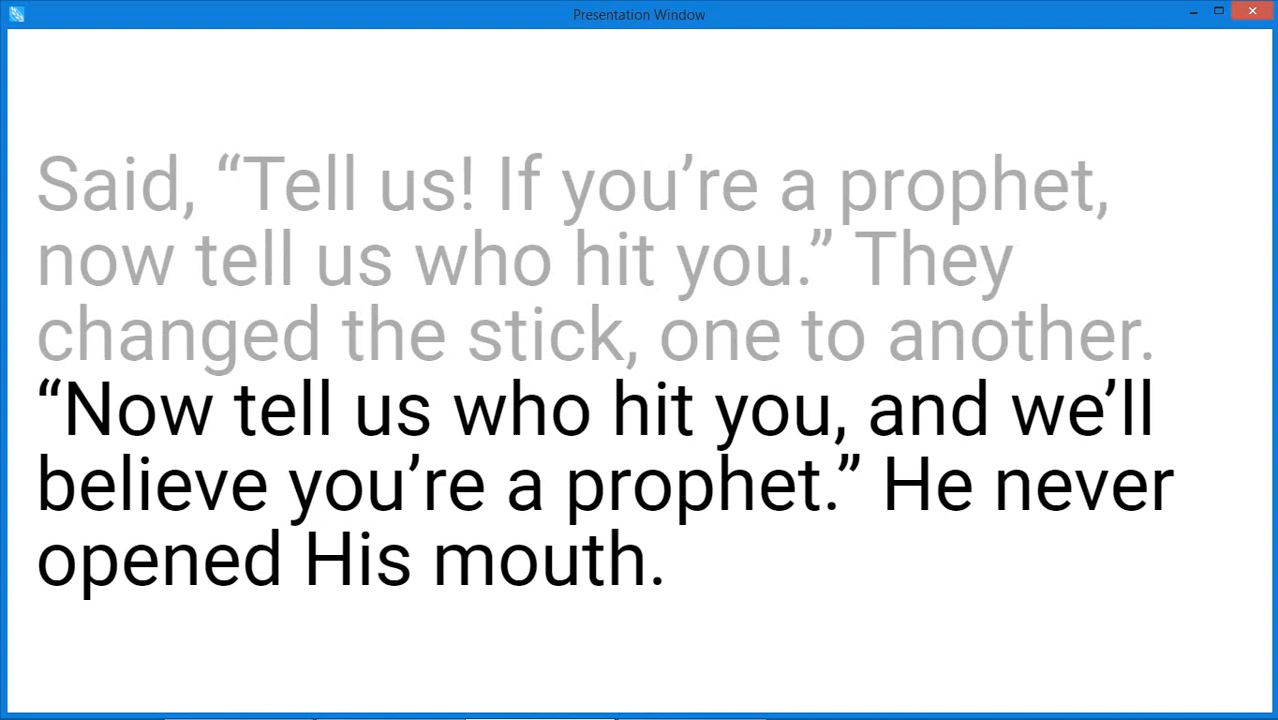 Presentation Window
Said, “Tell us! If you’re a prophet,
now tell us who hit you.” They
changed the stick, one to another.
“Now tell us who hit you, and we’ll
believe you’re a prophet.” He never
opened His mouth.